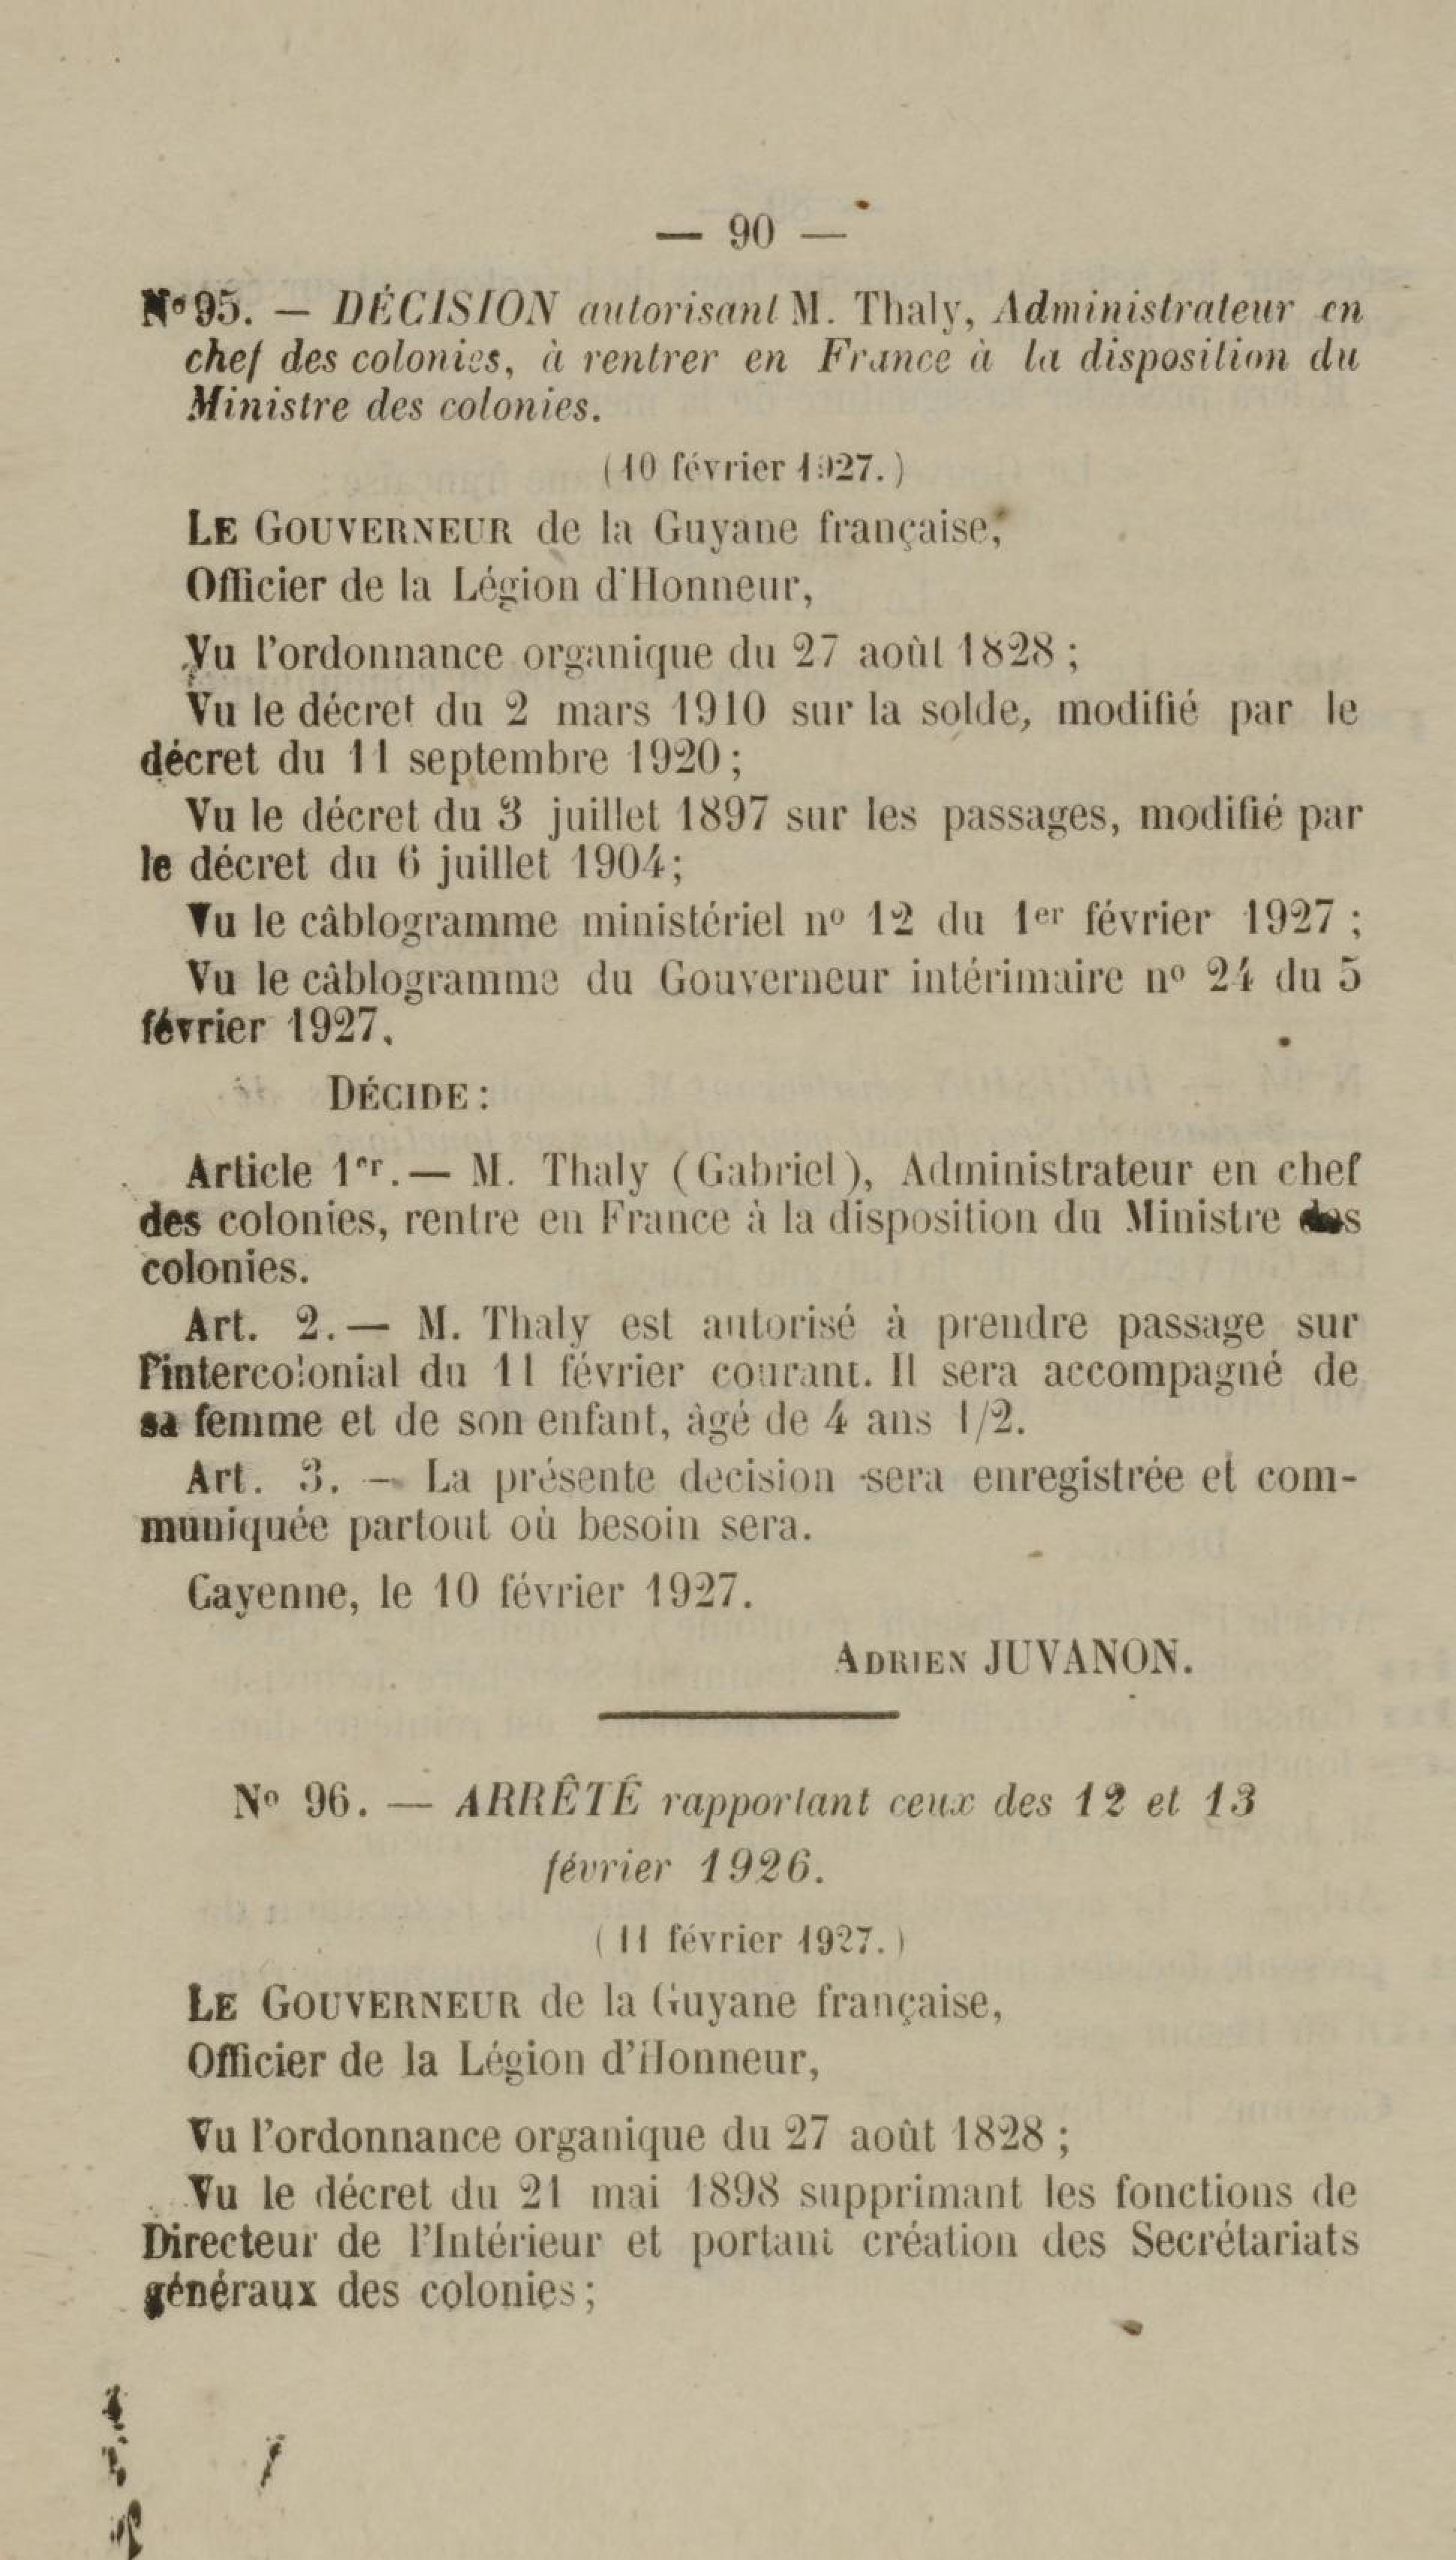 — 90 —
Nº 95. — DÉCISION autorisant M. Thaly, Administrateur en
chef des colonies, à rentrer en France à la disposition du
Ministre des colonies.
(10 février 1927.)
LE GOUVERNEUR de la Guyane française,
Officier de la Légion d'Honneur,
Vu l'ordonnance organique du 27 août 1828 ;
Vu le décret du 2 mars 1910 sur la solde, modifié par le
décret du 11 septembre 1920 ;
Vu le décret du 3 juillet 1897 sur les passages, modifié par
le décret du 6 juillet 1904;
Vu le câblogramme ministériel nº 12 du 1er février 1927 ;
Vu le câblogramme du Gouverneur intérimaire nº 24 du 5
février 1927.
DÉCIDE :
Article 1er. — M. Thaly (Gabriel), Administrateur en chef
des colonies, rentre en France à la disposition du Ministre des
colonies.
Art. 2. — M. Thaly est autorisé à prendre passage sur
l'intercolonial du 11 février courant. Il sera accompagné de
sa femme et de son enfant, âgé de 4 ans 1/2.
Art. 3. — La présente decision sera enregistrée et com-
muniquée partout où besoin sera.
Cayenne, le 10 février 1927.
ADRIEN JUVANON.
Nº 96. — ARRÊTÉ rapportant ceux des 12 et 13
février 1926.
(11 février 1927.)
LE GOUVERNEUR de la Guyane française,
Officier de la Légion d'Honneur,
Vu l'ordonnance organique du 27 août 1828 ;
Vu le décret du 21 mai 1898 supprimant les fonctions de
Directeur de l'Intérieur et portant création des Secrétariats
généraux des colonies ;